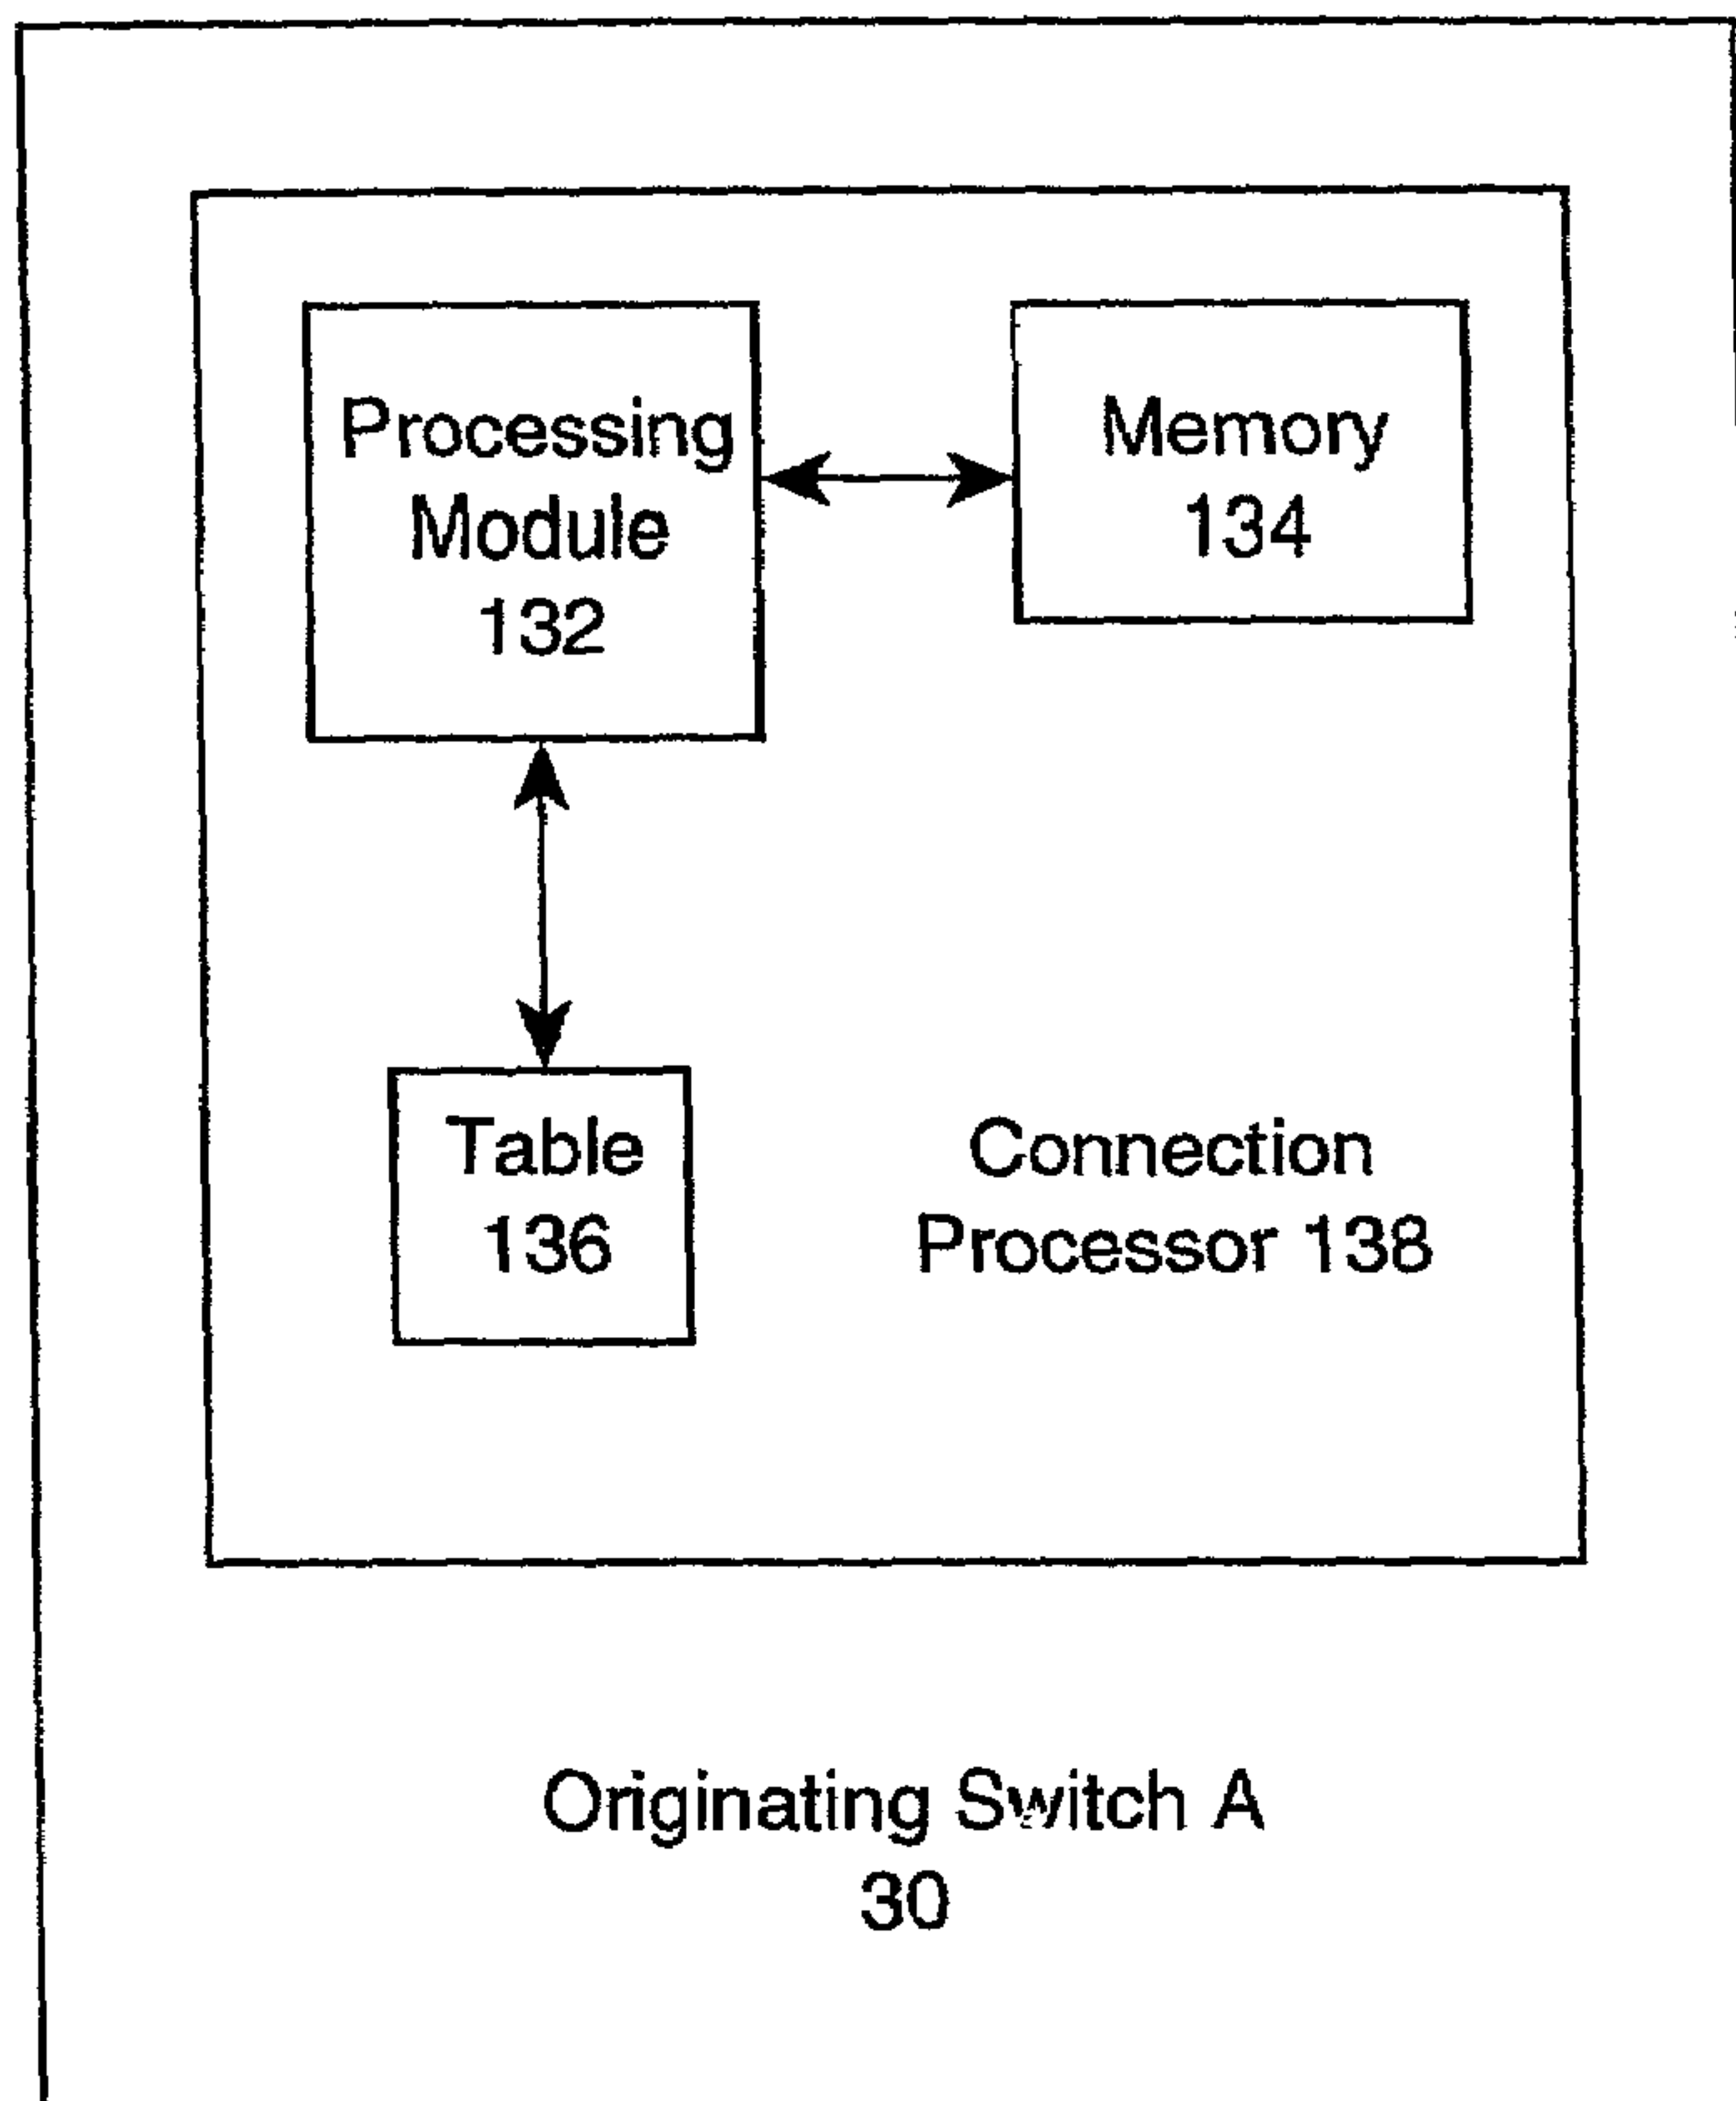 Processing
Module
132
Memory
134
Table
136
Connection
Processor 138
Originating Switch A
30